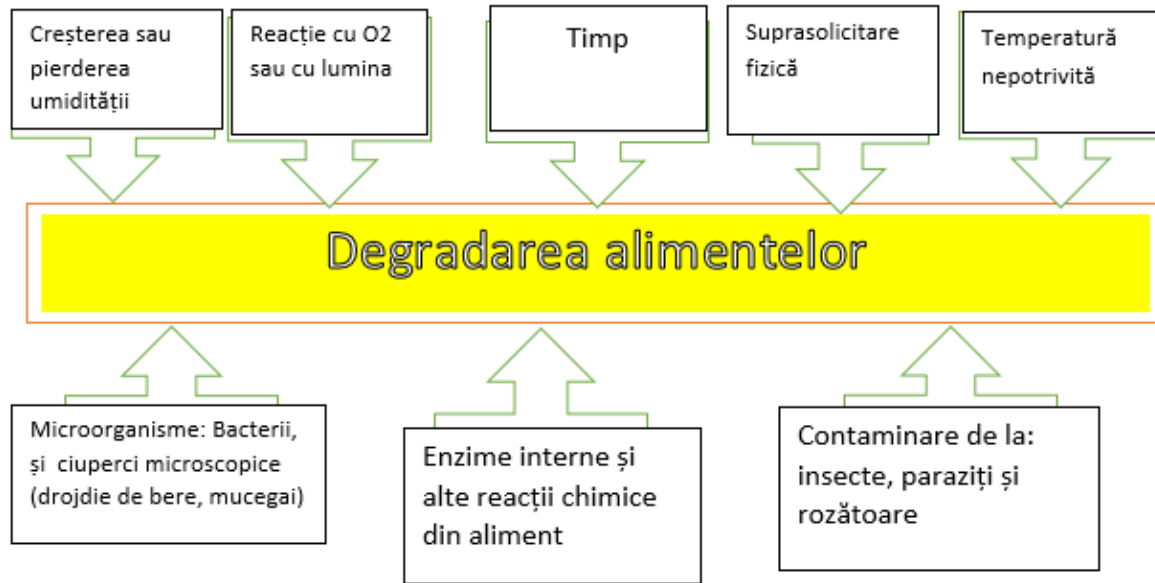 Creșterea sau
pierderea
umidității
Reacție cu O2
sau cu lumina
Timp
Suprasolicitare
fizică
Temperatură
nepotrivită
Degradarea alimentelor
Microorganisme: Bacterii,
și  ciuperci microscopice
(drojdie de bere, mucegai)
Enzime interne și
alte reacții chimice
din aliment
Contaminare de la:
insecte, paraziți și
rozătoare